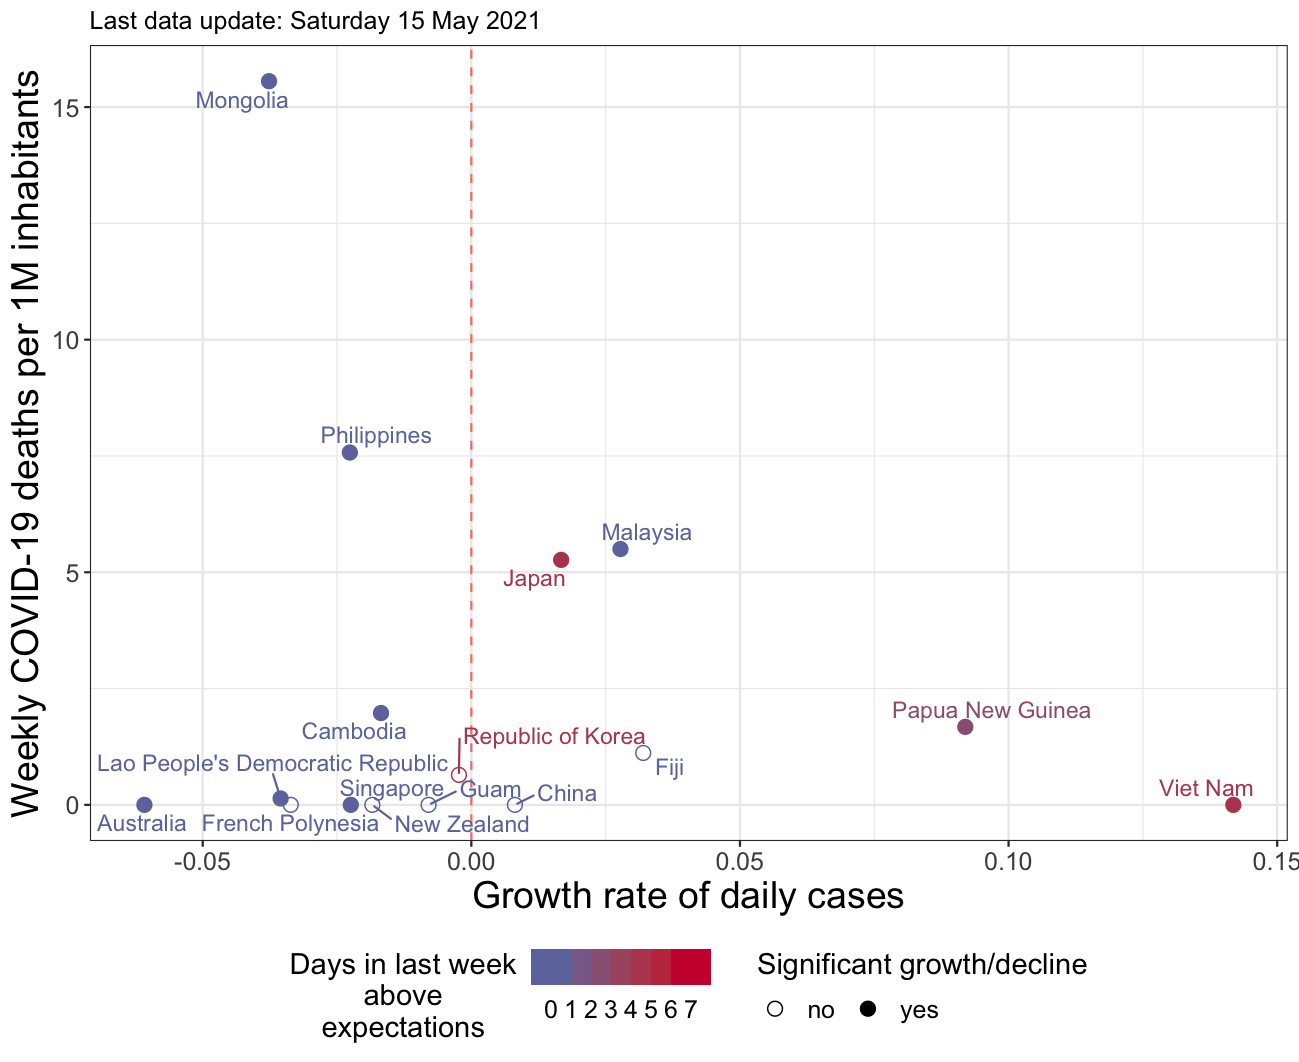 Last data update: Saturday 15 May 2021
Weekly COVID-19 deaths per 1M inhabitants
15
10
5
0
Mongolia
Philippines
Malaysia
Japan
Papua New Guinea
Cambodia
Republic of Korea
Lao People's Democratic Republic
Fiji
Singapore
Guam
China
Viet Nam
Australia
French Polynesia
New Zealand
-0.05
0.00
0.05
0.10
0.15
Growth rate of daily cases
Days in last week
above
expectations
0 1 2 3 4 5 6 7
Significant growth/decline
no
yes